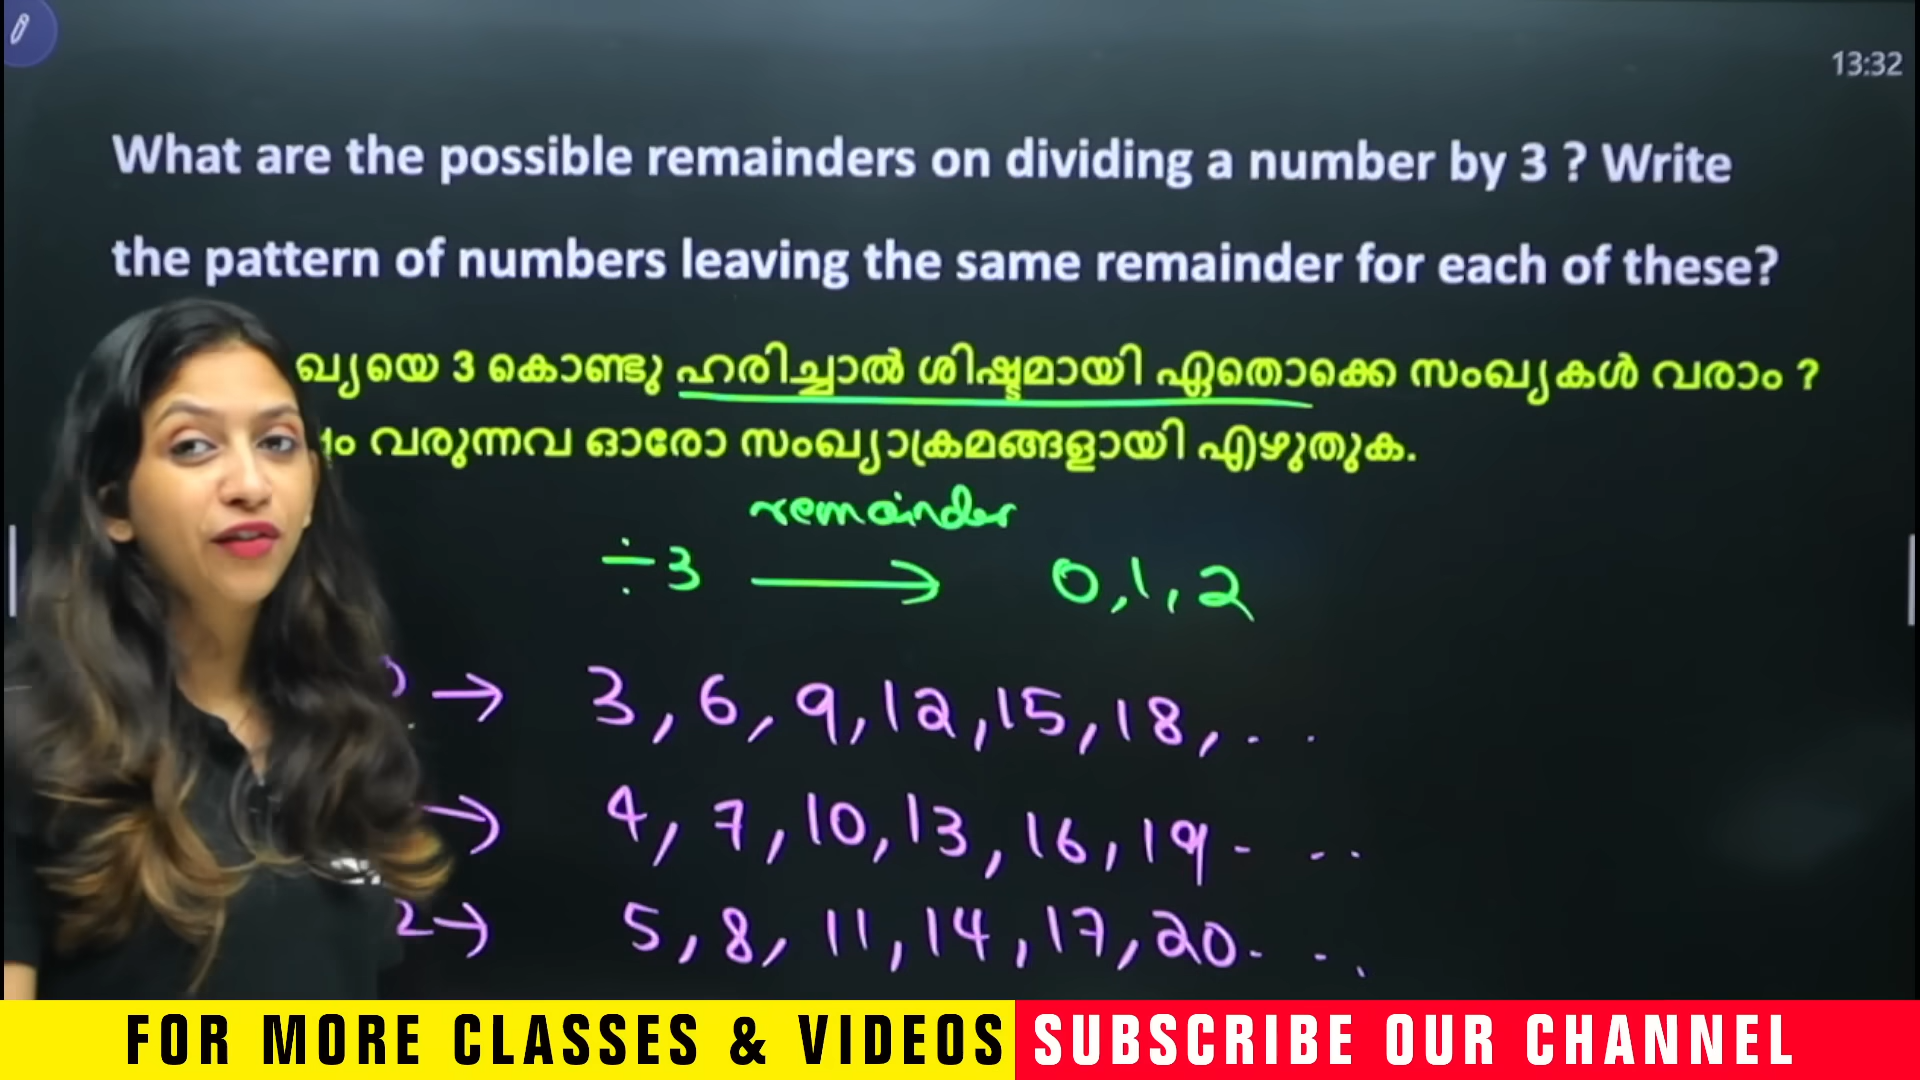 13:32
What are the possible remainders on dividing a number by 3 ? Write
the pattern of numbers leaving the same remainder for each of these?
ഖ്യയെ 3 കൊണ്ടു ഹരിച്ചാൽ ശിഷ്ടമായി ഏതൊക്കെ സംഖ്യകൾ വരാം ?
വരുന്നവ ഓരോ സംഖ്യാക്രമങ്ങളായി എഴുതുക.
remainder
÷3 → 0,1,2
→ 3, 6, 9, 12, 15, 18, . .
→ 4, 7, 10, 13, 16, 19 - - -
2→ 5, 8, 11, 14, 17, 20 - - -
FOR MORE CLASSES & VIDEOS SUBSCRIBE OUR CHANNEL